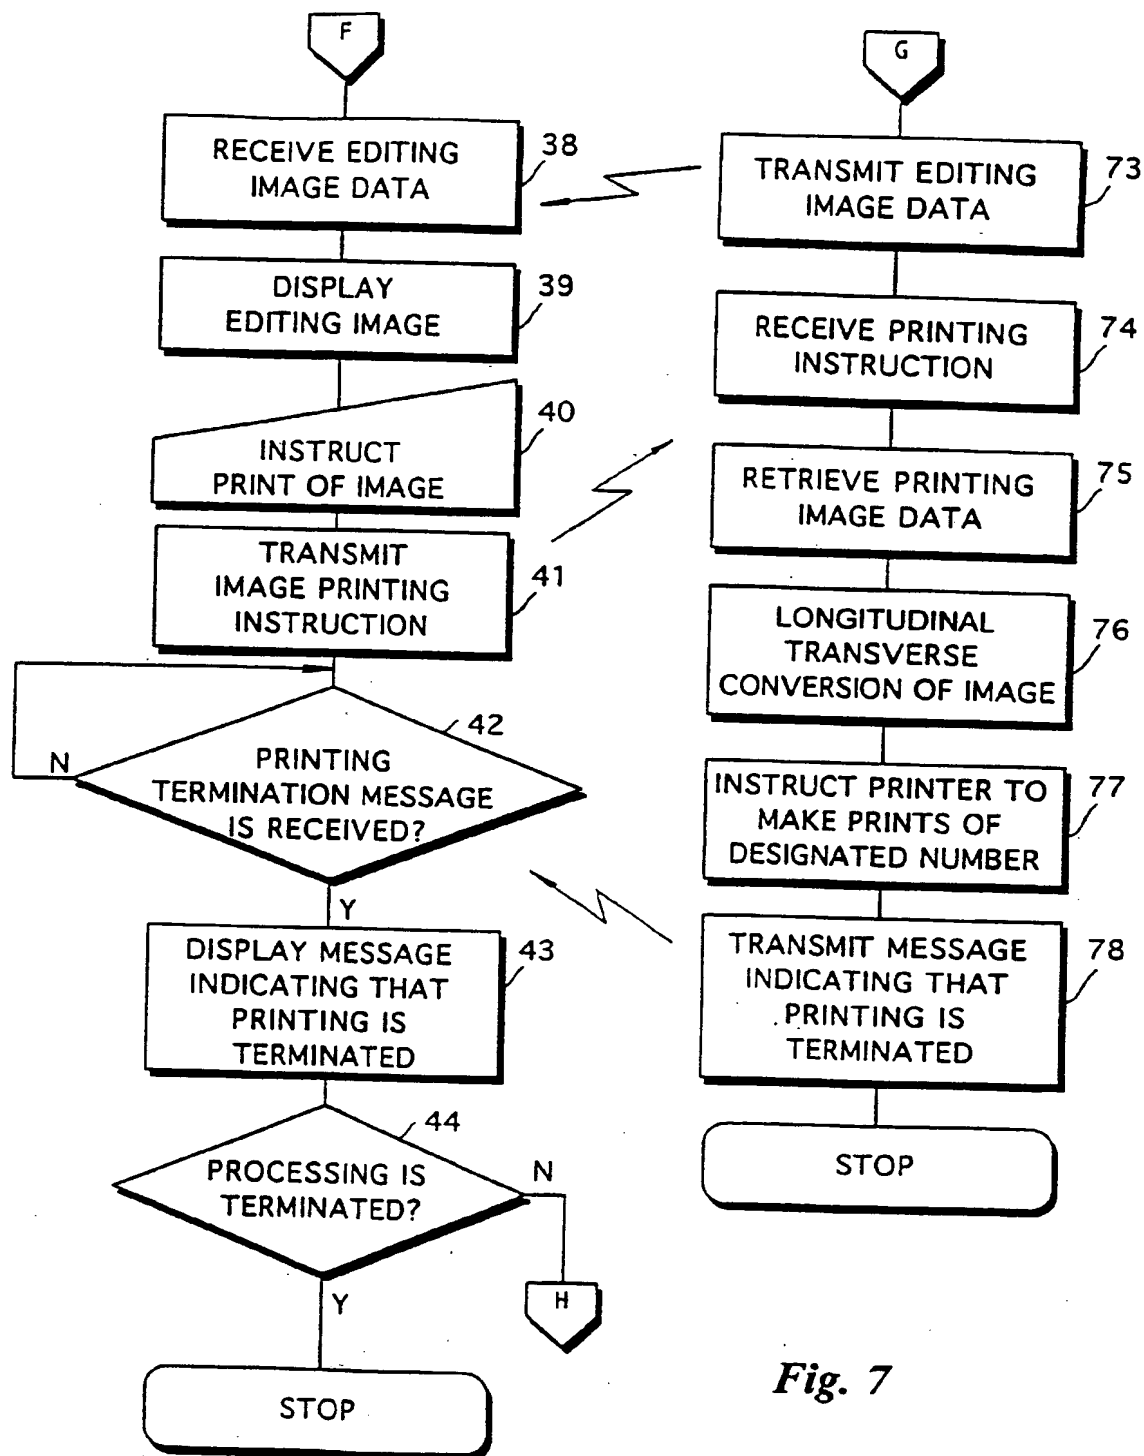 F
RECEIVE EDITING
IMAGE DATA
38
DISPLAY
EDITING IMAGE
39
INSTRUCT
PRINT OF IMAGE
40
TRANSMIT
IMAGE PRINTING
INSTRUCTION
41
PRINTING
TERMINATION MESSAGE
IS RECEIVED?
42
N
Y
DISPLAY MESSAGE
INDICATING THAT
PRINTING IS
TERMINATED
43
PROCESSING IS
TERMINATED?
44
N
H
Y
STOP
G
TRANSMIT EDITING
IMAGE DATA
73
RECEIVE PRINTING
INSTRUCTION
74
RETRIEVE PRINTING
IMAGE DATA
75
LONGITUDINAL
TRANSVERSE
CONVERSION OF IMAGE
76
INSTRUCT PRINTER TO
MAKE PRINTS OF
DESIGNATED NUMBER
77
TRANSMIT MESSAGE
INDICATING THAT
PRINTING IS
TERMINATED
78
STOP
Fig. 7